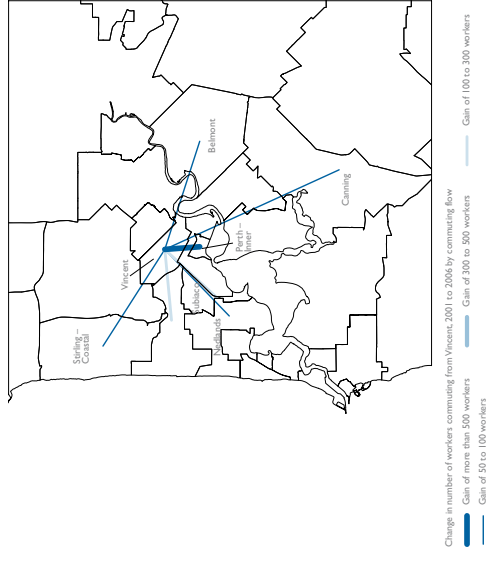 Stirling –
Coastal
Vincent
Belmont
Canning
Perth –
Inner
Subiaco
Nedlands
Change in number of workers commuting from Vincent, 2001 to 2006 by commuting flow
Gain of more than 500 workers
Gain of 300 to 500 workers
Gain of 100 to 300 workers
Gain of 50 to 100 workers